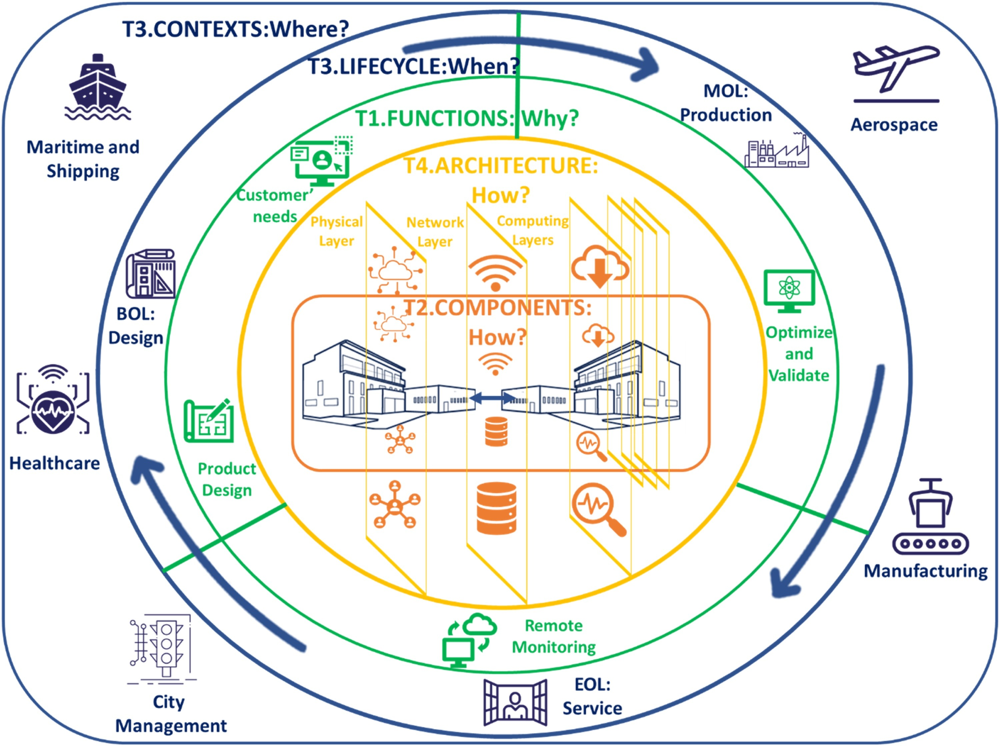 T3.CONTEXTS:Where?
T3.LIFECYCLE:When?
MOL:
Production
Aerospace
Maritime and
Shipping
T1.FUNCTIONS: Why?
T4.ARCHITECTURE:
How?
Customer’
needs
Physical
Layer
Network
Layer
Computing
Layers
T2.COMPONENTS:
How?
BOL:
Design
Optimize
and
Validate
Healthcare
Product
Design
Manufacturing
Remote
Monitoring
EOL:
Service
City
Management